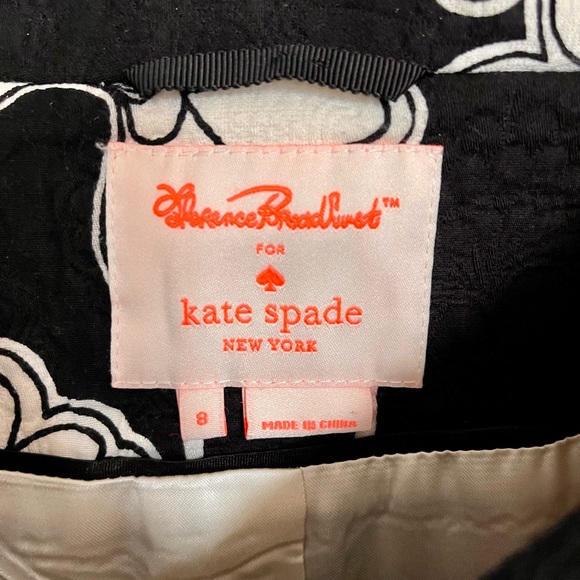 Florence Broadhurst™
FOR
kate spade
NEW YORK
8
MADE IN CHINA